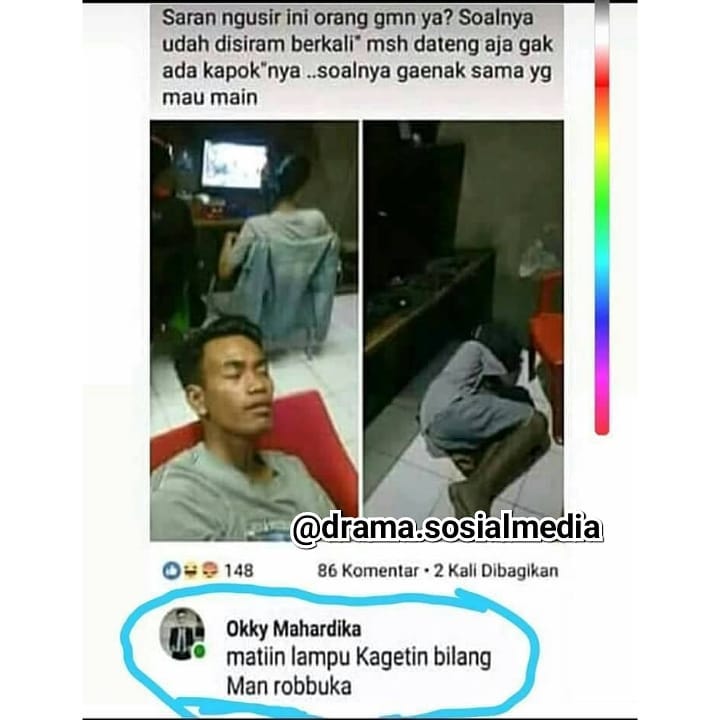 Saran ngusir ini orang gmn ya? Soalnya
udah disiram berkali" msh dateng aja gak
ada kapok"nya ..soalnya gaenak sama yg
mau main
@drama.sosialmedia
148
86 Komentar • 2 Kali Dibagikan
Okky Mahardika
matiin lampu Kagetin bilang
Man robbuka